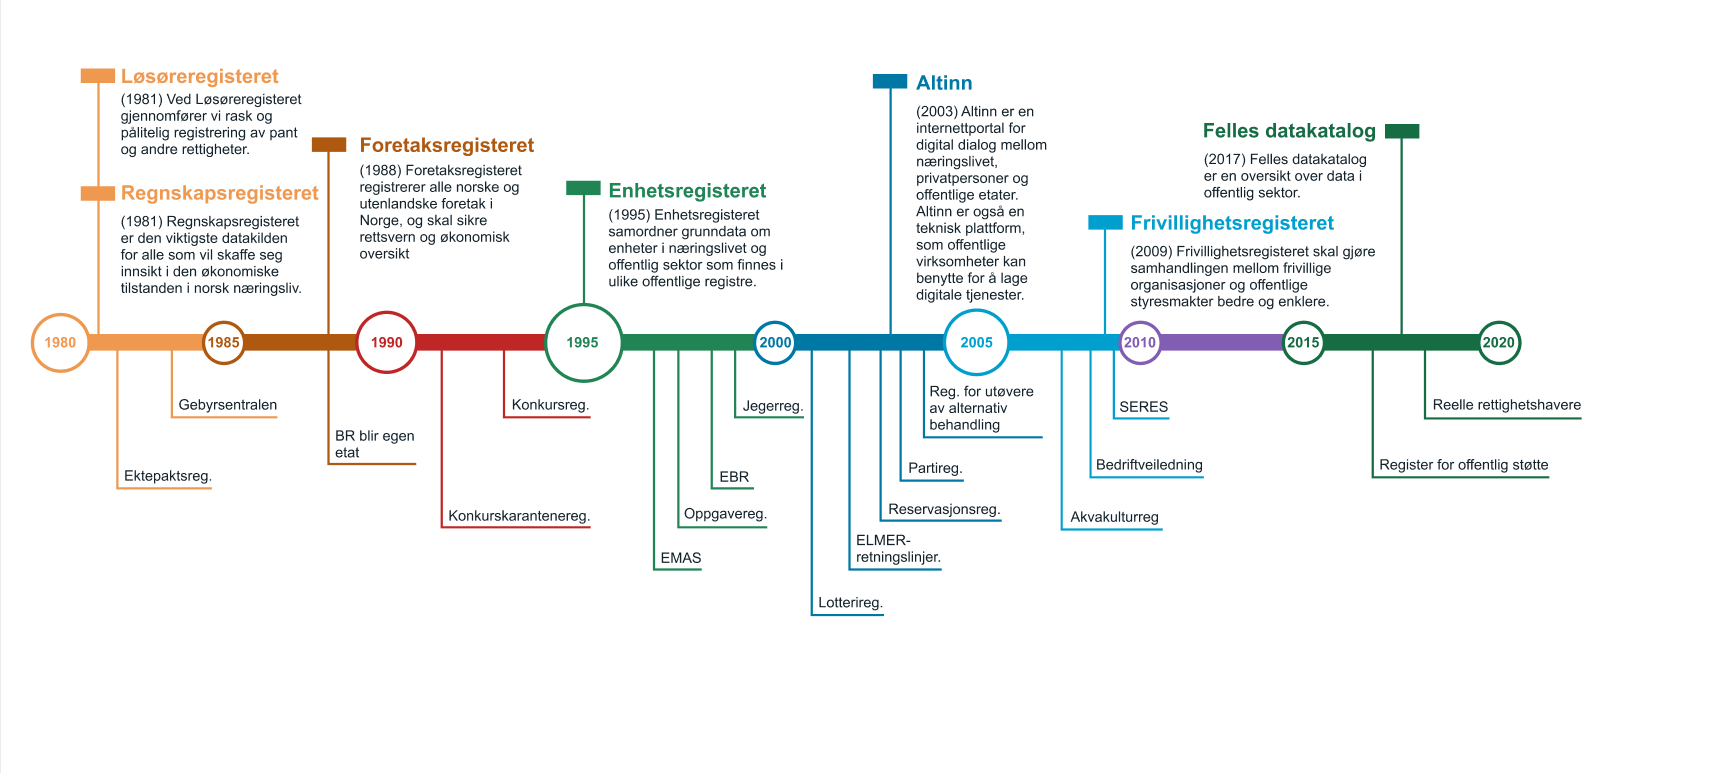 Løsøreregisteret
(1981) Ved Løsøreregisteret
gjennomfører vi rask og
pålitelig registrering av pant
og andre rettigheter.
Regnskapsregisteret
(1981) Regnskapsregisteret
er den viktigste datakilden
for alle som vil skaffe seg
innsikt i den økonomiske
tilstanden i norsk næringsliv.
Foretaksregisteret
(1988) Foretaksregisteret
registrerer alle norske og
utenlandske foretak i
Norge, og skal sikre
rettsvern og økonomisk
oversikt
Enhetsregisteret
(1995) Enhetsregisteret
samordner grunndata om
enheter i næringslivet og
offentlig sektor som finnes i
ulike offentlige registre.
Altinn
(2003) Altinn er en
internettportal for
digital dialog mellom
næringslivet,
privatpersoner og
offentlige etater.
Altinn er også en
teknisk plattform,
som offentlige
virksomheter kan
benytte for å lage
digitale tjenester.
Felles datakatalog
(2017) Felles datakatalog
er en oversikt over data i
offentlig sektor.
Frivillighetsregisteret
(2009) Frivillighetsregisteret skal gjøre
samhandlingen mellom frivillige
organisasjoner og offentlige
styresmakter bedre og enklere.
1980
1985
1990
1995
2000
2005
2010
2015
2020
Gebyrsentralen
Ektepaktsreg.
BR blir egen
etat
Konkursreg.
Konkurskarantenereg.
Jegerreg.
EBR
Oppgavereg.
EMAS
Reg. for utøvere
av alternativ
behandling
Partireg.
Reservasjonsreg.
ELMER-
retningslinjer.
Lotterireg.
SERES
Bedriftveiledning
Akvakulturreg
Reelle rettighetshavere
Register for offentlig støtte